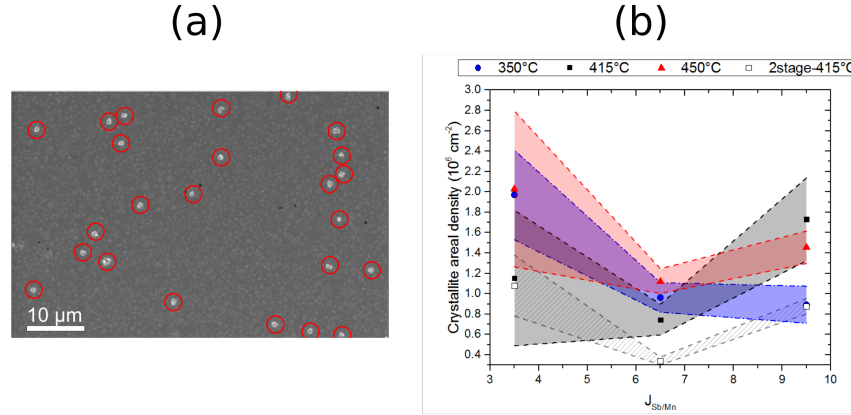 (a)
(b)
10 µm
350°C 415°C 450°C 2stage-415°C
Crystallite areal density (10⁶ cm⁻²)
3.0
2.8
2.6
2.4
2.2
2.0
1.8
1.6
1.4
1.2
1.0
0.8
0.6
0.4
3 4 5 6 7 8 9 10
J Sb/Mn